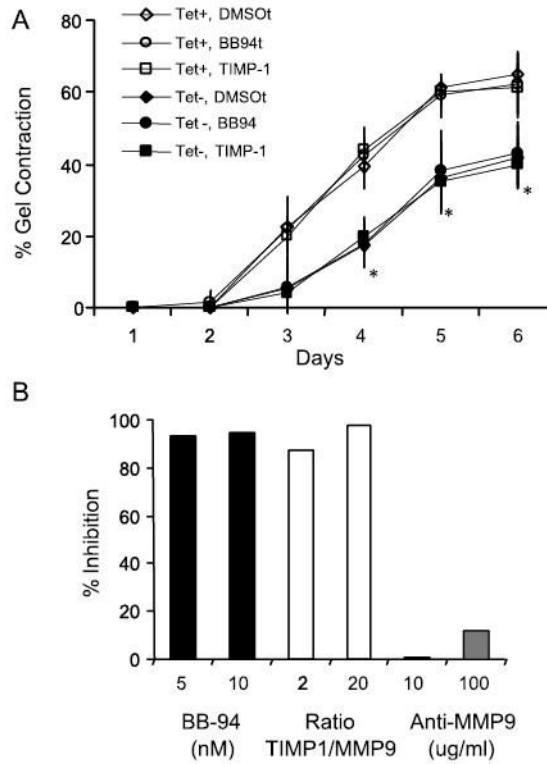 A
Tet+, DMSOt
Tet+, BB94t
Tet+, TIMP-1
Tet-, DMSOt
Tet -, BB94
Tet-, TIMP-1
% Gel Contraction
80
60
40
20
0
*
*
*
1 2 3 4 5 6
Days
B
% Inhibition
100
80
60
40
20
0
5 10 2 20 10 100
BB-94 Ratio Anti-MMP9
(nM) TIMP1/MMP9 (ug/ml)